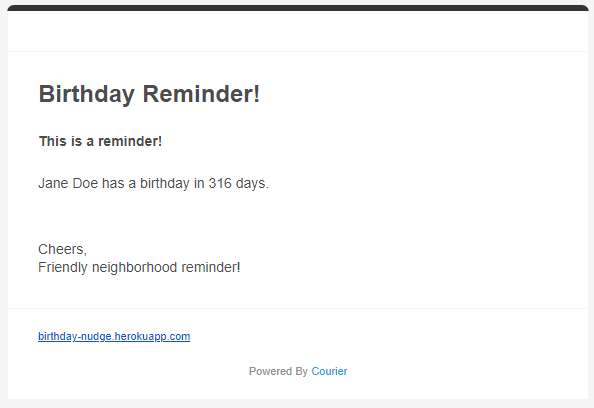 Birthday Reminder!
This is a reminder!
Jane Doe has a birthday in 316 days.
Cheers,
Friendly neighborhood reminder!
birthday-nudge.herokuapp.com
Powered By Courier